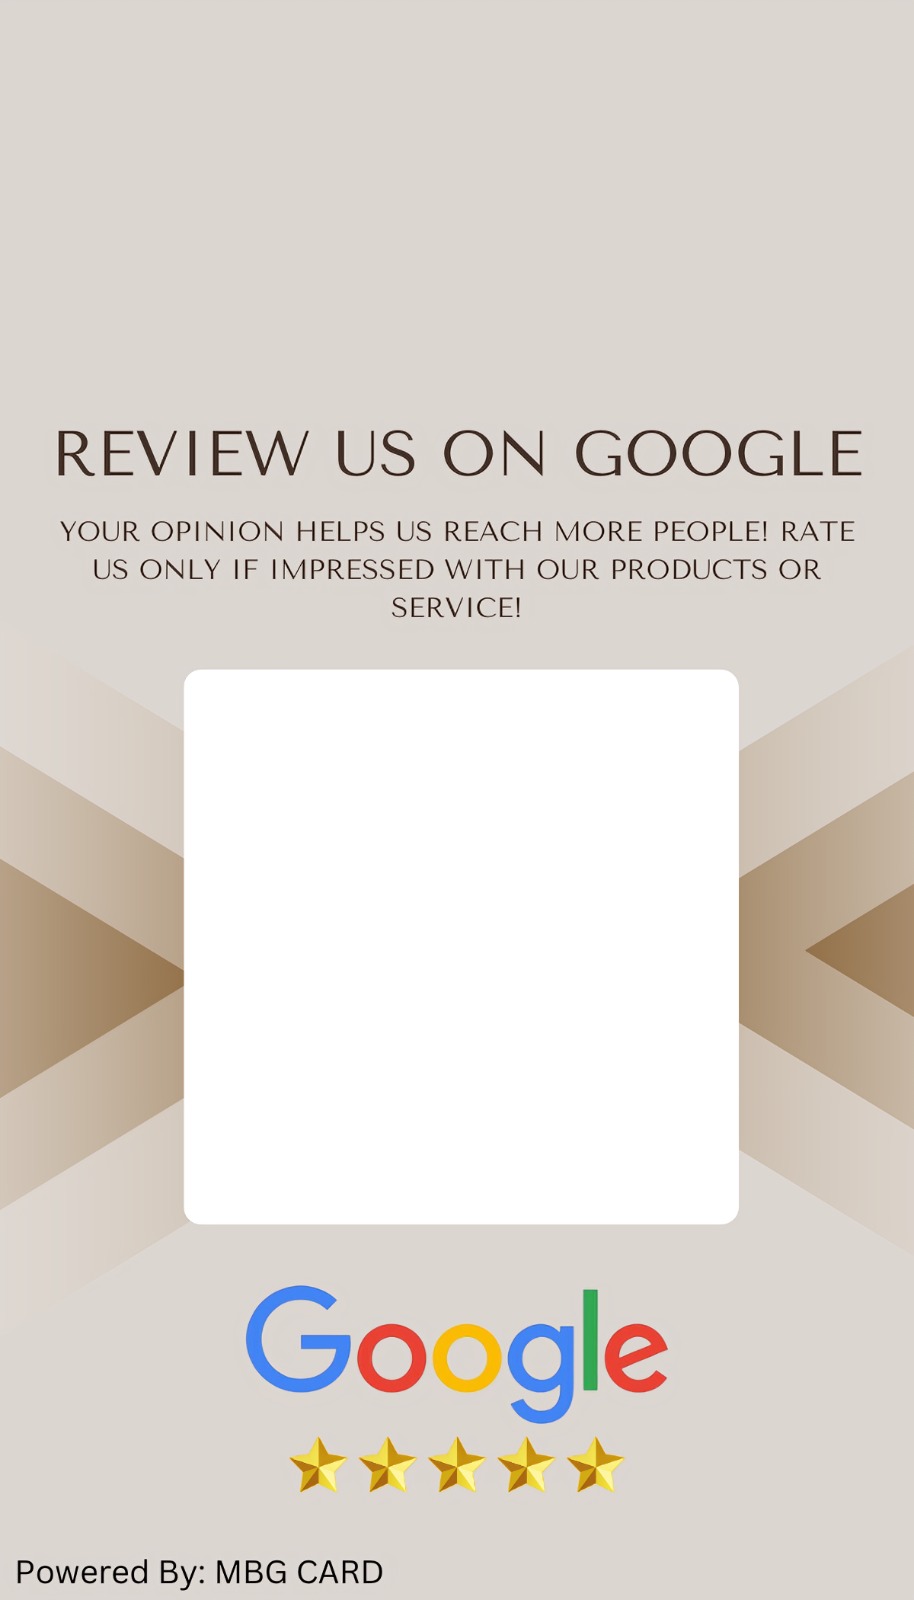 REVIEW US ON GOOGLE
YOUR OPINION HELPS US REACH MORE PEOPLE! RATE
US ONLY IF IMPRESSED WITH OUR PRODUCTS OR
SERVICE!
Google
Powered By: MBG CARD